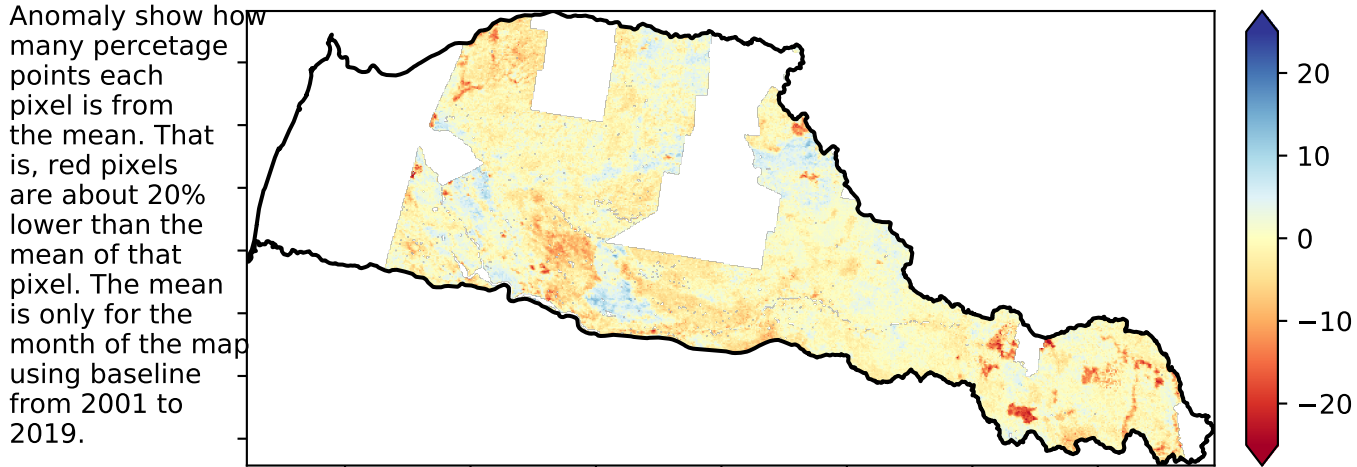 Anomaly show how
many percetage
points each
pixel is from
the mean. That
is, red pixels
are about 20%
lower than the
mean of that
pixel. The mean
is only for the
month of the map
using baseline
from 2001 to
2019.
20
10
0
−10
−20